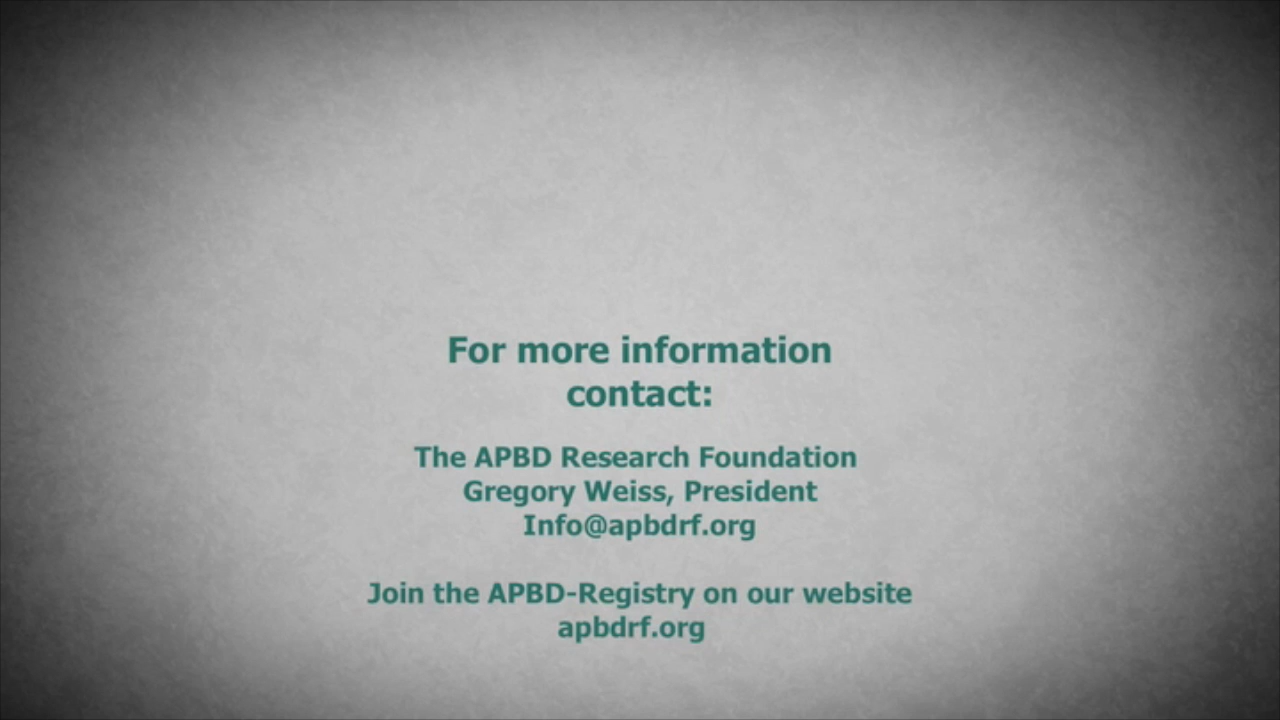 For more information
contact:
The APBD Research Foundation
Gregory Weiss, President
Info@apbdrf.org
Join the APBD-Registry on our website
apbdrf.org